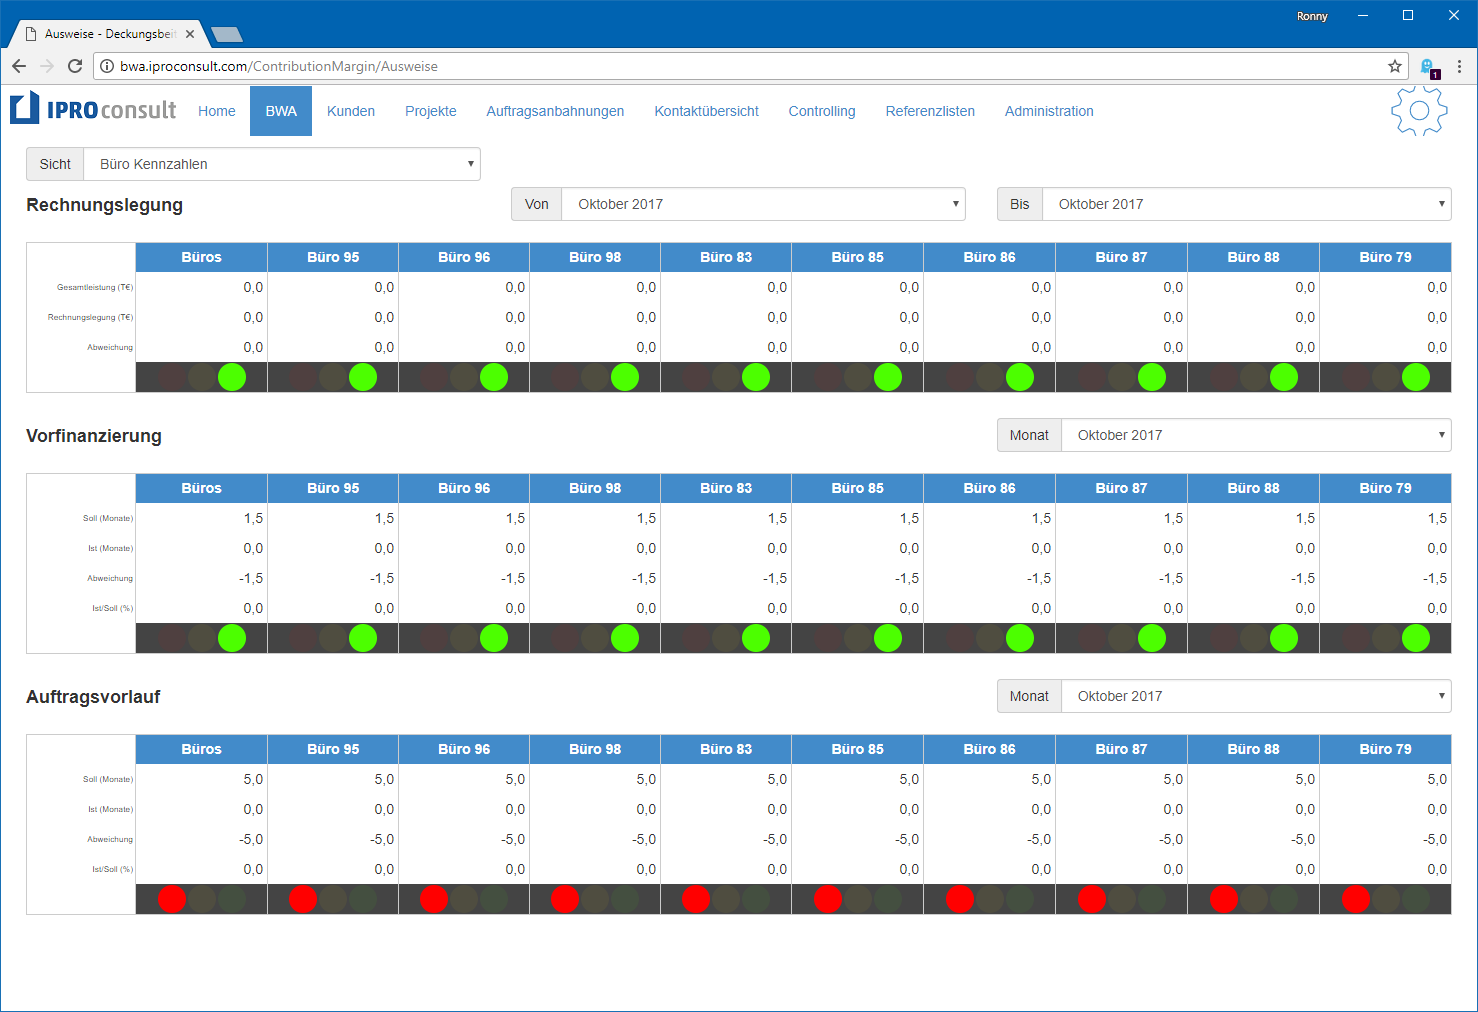 Ronny
Ausweise - Deckungsbeit
bwa.iproconsult.com/ContributionMargin/Ausweise
1
IPROconsult Home BWA Kunden Projekte Auftragsanbahnungen Kontaktübersicht Controlling Referenzlisten Administration
Sicht Büro Kennzahlen
Rechnungslegung Von Oktober 2017 Bis Oktober 2017
Büros Büro 95 Büro 96 Büro 98 Büro 83 Büro 85 Büro 86 Büro 87 Büro 88 Büro 79
Gesamtleistung (T€) 0,0 0,0 0,0 0,0 0,0 0,0 0,0 0,0 0,0 0,0
Rechnungslegung (T€) 0,0 0,0 0,0 0,0 0,0 0,0 0,0 0,0 0,0 0,0
Abweichung 0,0 0,0 0,0 0,0 0,0 0,0 0,0 0,0 0,0 0,0
Vorfinanzierung Monat Oktober 2017
Büros Büro 95 Büro 96 Büro 98 Büro 83 Büro 85 Büro 86 Büro 87 Büro 88 Büro 79
Soll (Monate) 1,5 1,5 1,5 1,5 1,5 1,5 1,5 1,5 1,5 1,5
Ist (Monate) 0,0 0,0 0,0 0,0 0,0 0,0 0,0 0,0 0,0 0,0
Abweichung -1,5 -1,5 -1,5 -1,5 -1,5 -1,5 -1,5 -1,5 -1,5 -1,5
Ist/Soll (%) 0,0 0,0 0,0 0,0 0,0 0,0 0,0 0,0 0,0 0,0
Auftragsvorlauf Monat Oktober 2017
Büros Büro 95 Büro 96 Büro 98 Büro 83 Büro 85 Büro 86 Büro 87 Büro 88 Büro 79
Soll (Monate) 5,0 5,0 5,0 5,0 5,0 5,0 5,0 5,0 5,0 5,0
Ist (Monate) 0,0 0,0 0,0 0,0 0,0 0,0 0,0 0,0 0,0 0,0
Abweichung -5,0 -5,0 -5,0 -5,0 -5,0 -5,0 -5,0 -5,0 -5,0 -5,0
Ist/Soll (%) 0,0 0,0 0,0 0,0 0,0 0,0 0,0 0,0 0,0 0,0